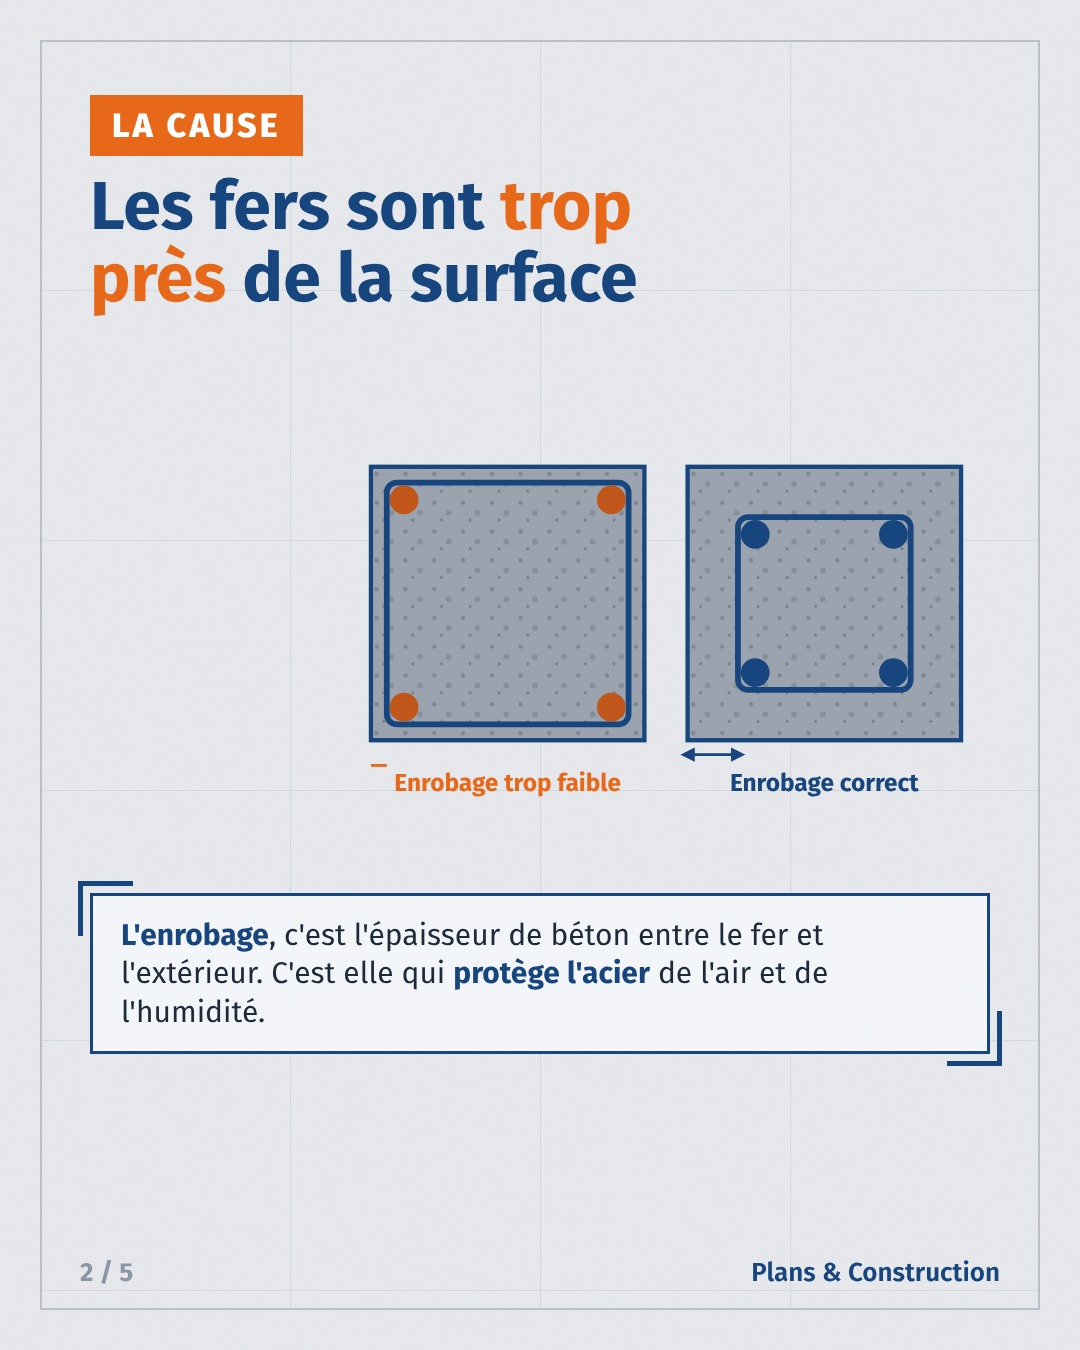 LA CAUSE
Les fers sont trop
près de la surface
Enrobage trop faible
Enrobage correct
L'enrobage, c'est l'épaisseur de béton entre le fer et
l'extérieur. C'est elle qui protège l'acier de l'air et de
l'humidité.
2 / 5
Plans & Construction